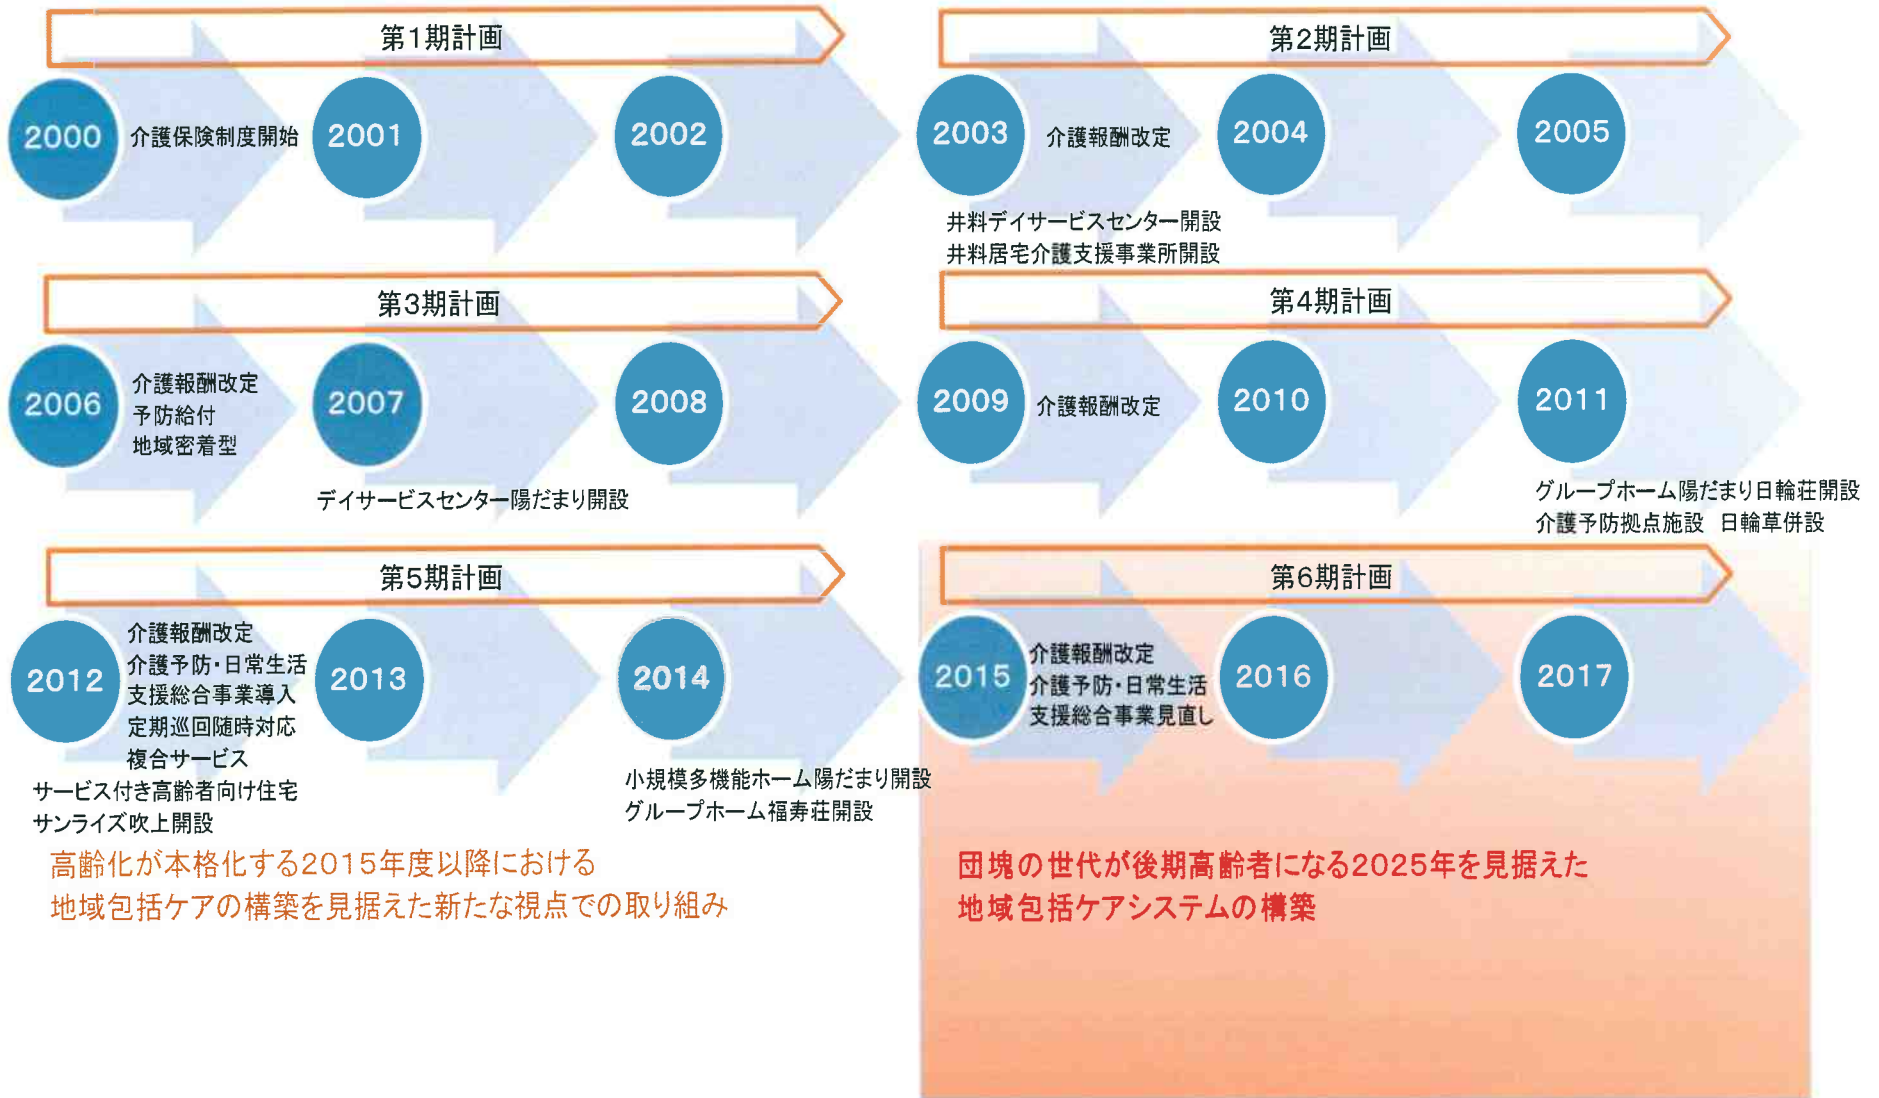 第1期計画
2000
介護保険制度開始
2001
2002
第2期計画
2003
介護報酬改定
2004
2005
井料デイサービスセンター開設
井料居宅介護支援事業所開設
第3期計画
2006
介護報酬改定
予防給付
地域密着型
2007
2008
デイサービスセンター陽だまり開設
第4期計画
2009
介護報酬改定
2010
2011
グループホーム陽だまり日輪荘開設
介護予防拠点施設 日輪草併設
第5期計画
2012
介護報酬改定
介護予防・日常生活
支援総合事業導入
定期巡回随時対応
複合サービス
サービス付き高齢者向け住宅
サンライズ吹上開設
2013
2014
小規模多機能ホーム陽だまり開設
グループホーム福寿荘開設
高齢化が本格化する2015年度以降における
地域包括ケアの構築を見据えた新たな視点での取り組み
第6期計画
2015
介護報酬改定
介護予防・日常生活
支援総合事業見直し
2016
2017
団塊の世代が後期高齢者になる2025年を見据えた
地域包括ケアシステムの構築